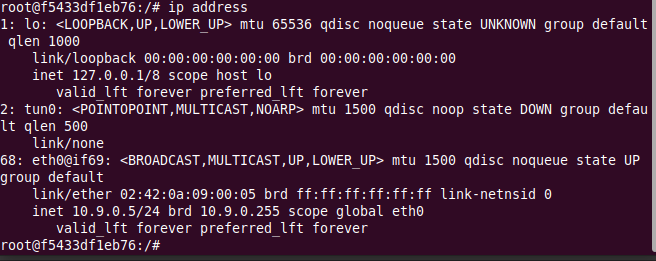 root@f5433df1eb76:/# ip address
1: lo: <LOOPBACK,UP,LOWER_UP> mtu 65536 qdisc noqueue state UNKNOWN group default
 qlen 1000
    link/loopback 00:00:00:00:00:00 brd 00:00:00:00:00:00
    inet 127.0.0.1/8 scope host lo
       valid_lft forever preferred_lft forever
2: tun0: <POINTOPOINT,MULTICAST,NOARP> mtu 1500 qdisc noop state DOWN group defau
lt qlen 500
    link/none
68: eth0@if69: <BROADCAST,MULTICAST,UP,LOWER_UP> mtu 1500 qdisc noqueue state UP
group default
    link/ether 02:42:0a:09:00:05 brd ff:ff:ff:ff:ff:ff link-netnsid 0
    inet 10.9.0.5/24 brd 10.9.0.255 scope global eth0
       valid_lft forever preferred_lft forever
root@f5433df1eb76:/#